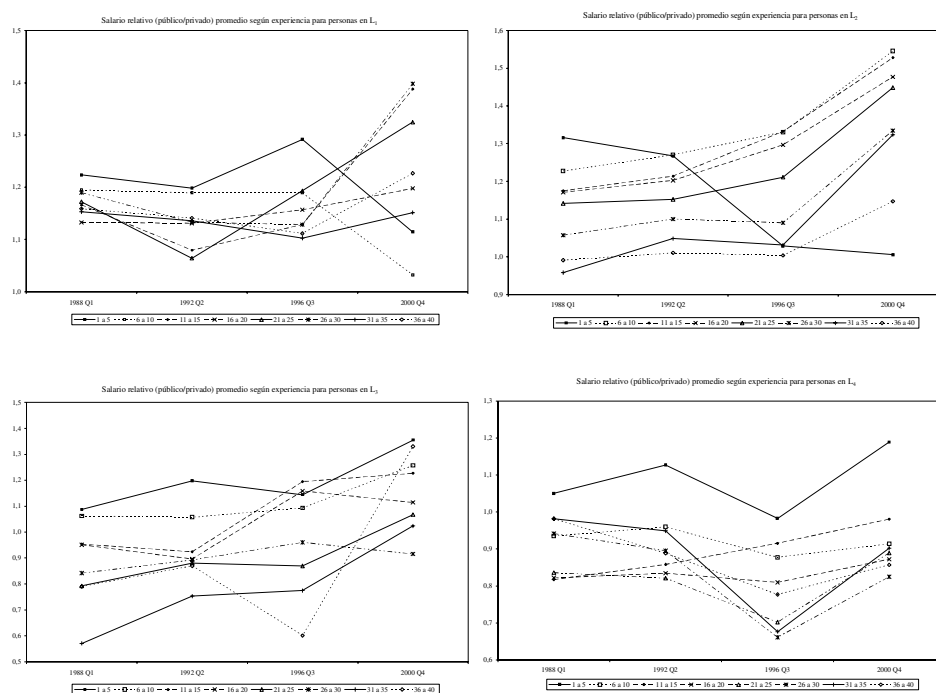 Salario relativo (público/privado) promedio según experiencia para personas en L1
1,5
1,4
1,3
1,2
1,1
1,0
1988 Q1 1992 Q2 1996 Q3 2000 Q4
1 a 5 6 a 10 11 a 15 16 a 20 21 a 25 26 a 30 31 a 35 36 a 40
Salario relativo (público/privado) promedio según experiencia para personas en L2
1,6
1,5
1,4
1,3
1,2
1,1
1,0
0,9
1988 Q1 1992 Q2 1996 Q3 2000 Q4
1 a 5 6 a 10 11 a 15 16 a 20 21 a 25 26 a 30 31 a 35 36 a 40
Salario relativo (público/privado) promedio según experiencia para personas en L3
1,5
1,4
1,3
1,2
1,1
1,0
0,9
0,8
0,7
0,6
0,5
1988 Q1 1992 Q2 1996 Q3 2000 Q4
1 a 5 6 a 10 11 a 15 16 a 20 21 a 25 26 a 30 31 a 35 36 a 40
Salario relativo (público/privado) promedio según experiencia para personas en L4
1,3
1,2
1,1
1,0
0,9
0,8
0,7
0,6
1988 Q1 1992 Q2 1996 Q3 2000 Q4
1 a 5 6 a 10 11 a 15 16 a 20 21 a 25 26 a 30 31 a 35 36 a 40